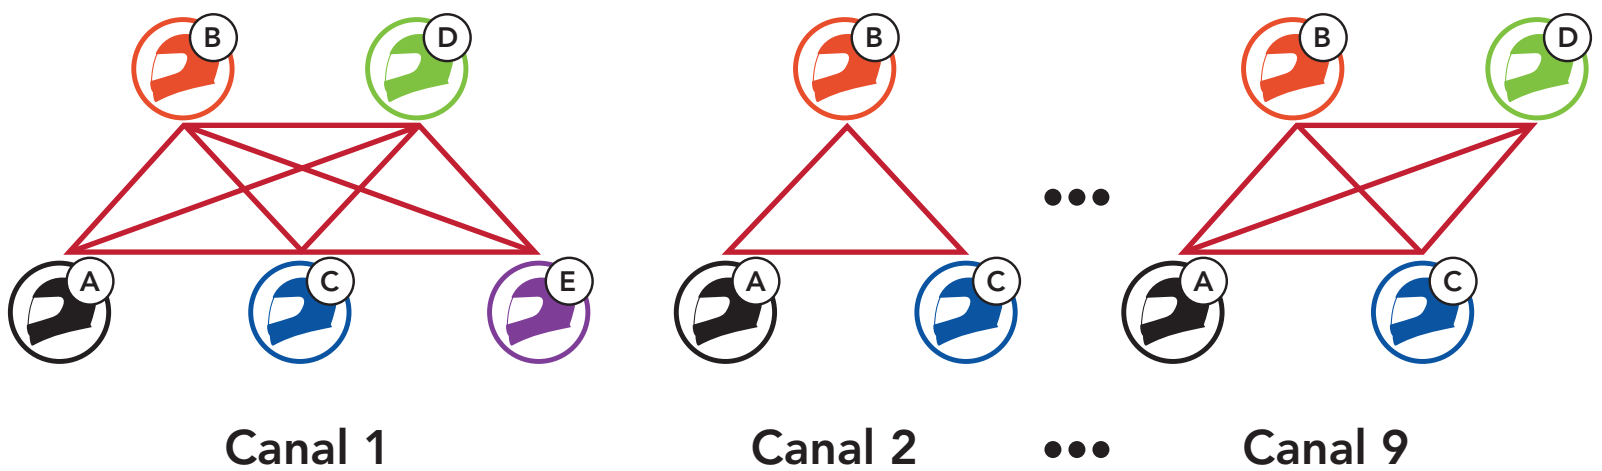 B D B B D
A C E A C A C
Canal 1 Canal 2 ••• Canal 9